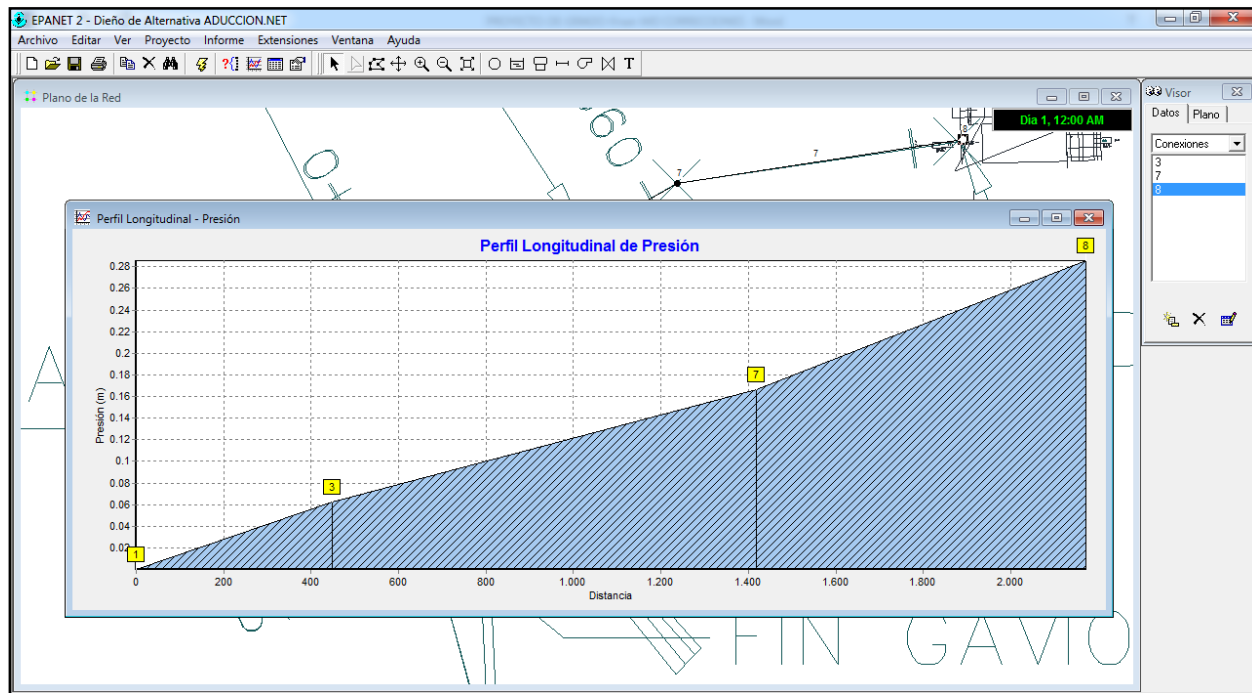 EPANET 2 - Dieño de Alternativa ADUCCION.NET
Archivo Editar Ver Proyecto Informe Extensiones Ventana Ayuda
T
Plano de la Red
Dia 1, 12:00 AM
7
7
8
Visor
Datos Plano
Conexiones
3
7
8
Perfil Longitudinal - Presión
Perfil Longitudinal de Presión
Presión (m)
0.28
0.26
0.24
0.22
0.2
0.18
0.16
0.14
0.12
0.1
0.08
0.06
0.04
0.02
1
3
7
8
0 200 400 600 800 1.000 1.200 1.400 1.600 1.800 2.000
Distancia
FIN GAVIO